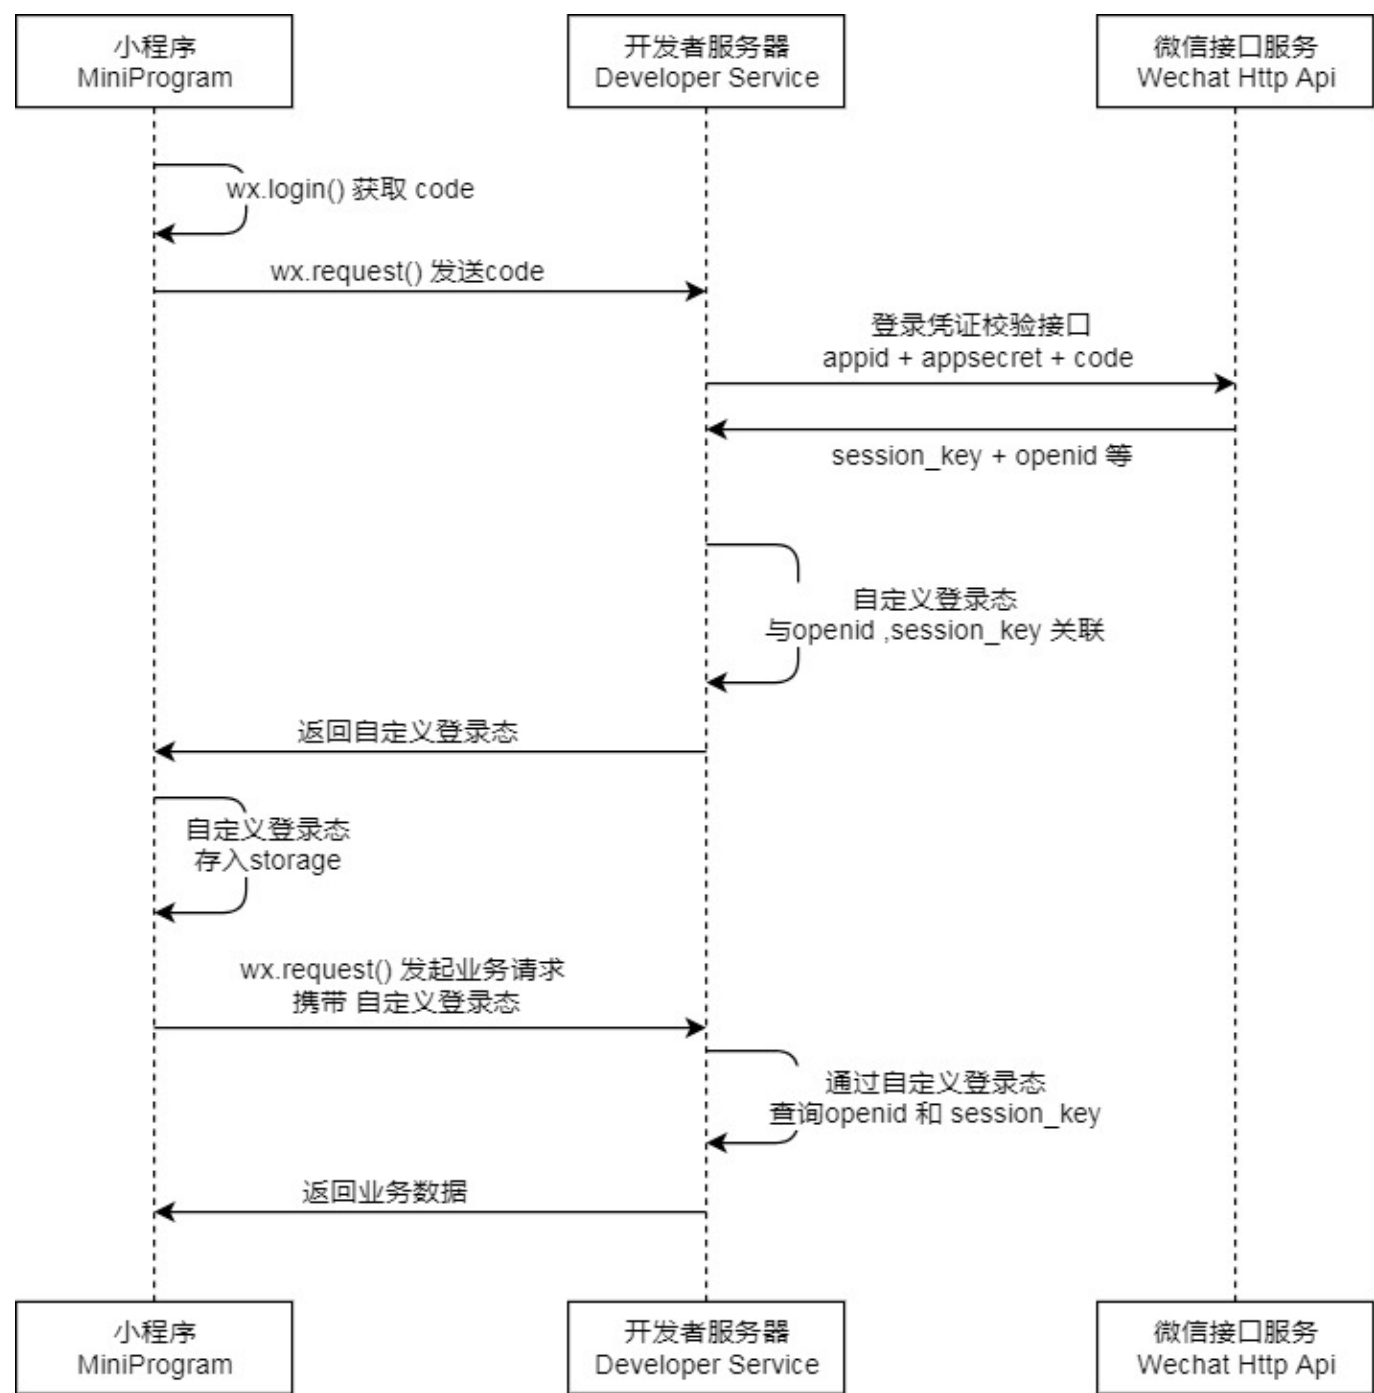 小程序
MiniProgram
开发者服务器
Developer Service
微信接口服务
Wechat Http Api
wx.login() 获取 code
wx.request() 发送code
登录凭证校验接口
appid + appsecret + code
session_key + openid 等
自定义登录态
与openid ,session_key 关联
返回自定义登录态
自定义登录态
存入storage
wx.request() 发起业务请求
携带 自定义登录态
通过自定义登录态
查询openid 和 session_key
返回业务数据
小程序
MiniProgram
开发者服务器
Developer Service
微信接口服务
Wechat Http Api